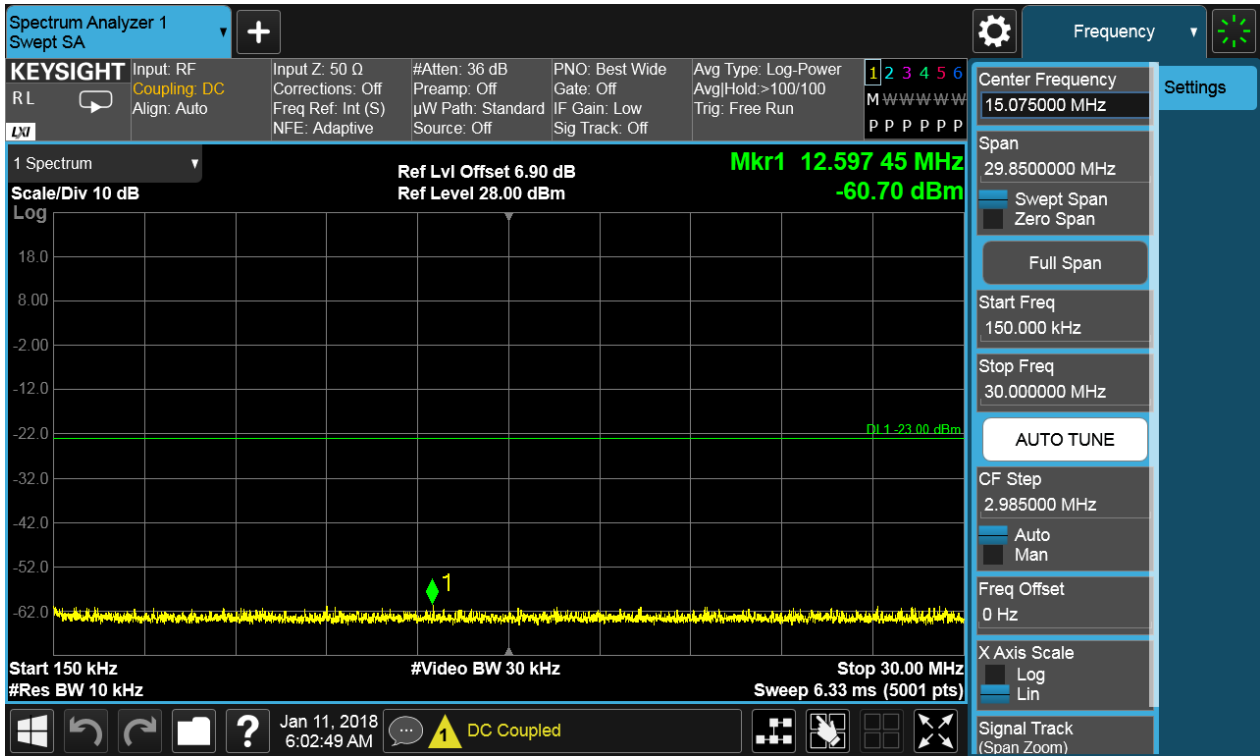 Spectrum Analyzer 1
Swept SA
+
Frequency
KEYSIGHT
R L
LXI
Input: RF
Coupling: DC
Align: Auto
Input Z: 50 Ω
Corrections: Off
Freq Ref: Int (S)
NFE: Adaptive
#Atten: 36 dB
Preamp: Off
µW Path: Standard
Source: Off
PNO: Best Wide
Gate: Off
IF Gain: Low
Sig Track: Off
Avg Type: Log-Power
Avg|Hold:>100/100
Trig: Free Run
1 2 3 4 5 6
M W W W W W
P P P P P P
1 Spectrum
Scale/Div 10 dB
Log
Ref Lvl Offset 6.90 dB
Ref Level 28.00 dBm
Mkr1 12.597 45 MHz
-60.70 dBm
18.0
8.00
-2.00
-12.0
-22.0
DL1 -23.00 dBm
-32.0
-42.0
-52.0
1
-62.0
Start 150 kHz
#Res BW 10 kHz
#Video BW 30 kHz
Stop 30.00 MHz
Sweep 6.33 ms (5001 pts)
Center Frequency
15.075000 MHz
Span
29.8500000 MHz
Swept Span
Zero Span
Full Span
Start Freq
150.000 kHz
Stop Freq
30.000000 MHz
AUTO TUNE
CF Step
2.985000 MHz
Auto
Man
Freq Offset
0 Hz
X Axis Scale
Log
Lin
Signal Track
(Span Zoom)
Settings
?
Jan 11, 2018
6:02:49 AM
1
DC Coupled